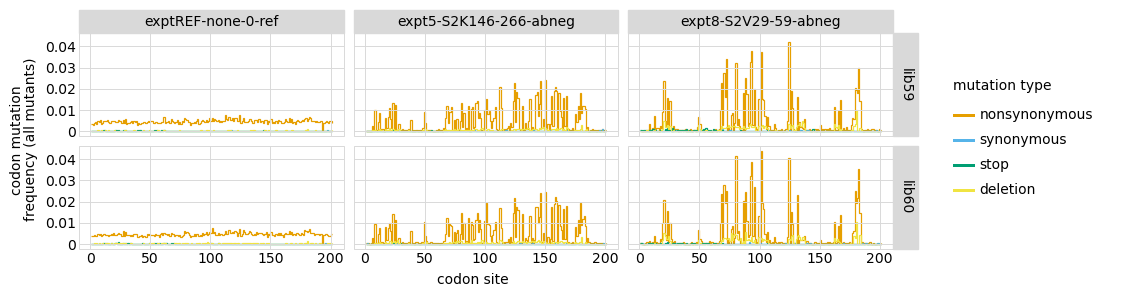 exptREF-none-0-ref
expt5-S2K146-266-abneg
expt8-S2V29-59-abneg
codon mutation
frequency (all mutants)
0.04
0.03
0.02
0.01
0
lib59
0.04
0.03
0.02
0.01
0
lib60
0 50 100 150 200
0 50 100 150 200
0 50 100 150 200
codon site
mutation type
nonsynonymous
synonymous
stop
deletion